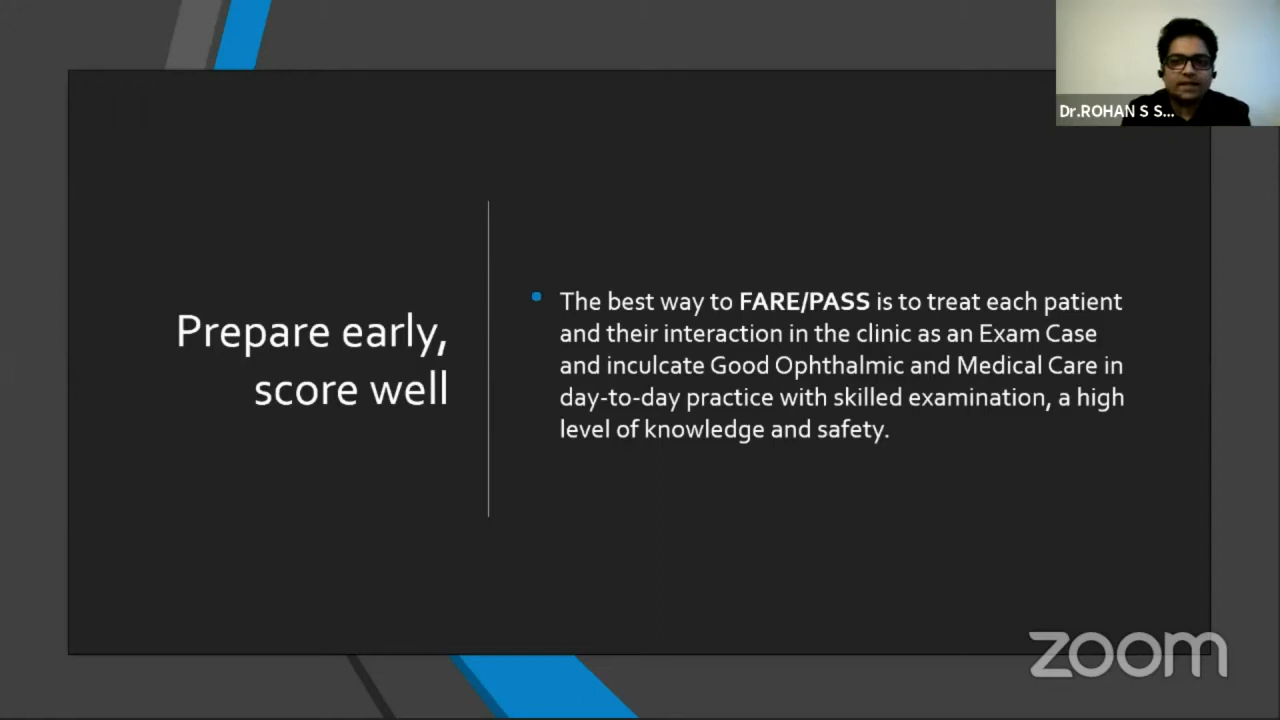 Dr.ROHAN S S...
Prepare early,
score well
The best way to FARE/PASS is to treat each patient
and their interaction in the clinic as an Exam Case
and inculcate Good Ophthalmic and Medical Care in
day-to-day practice with skilled examination, a high
level of knowledge and safety.
zoom